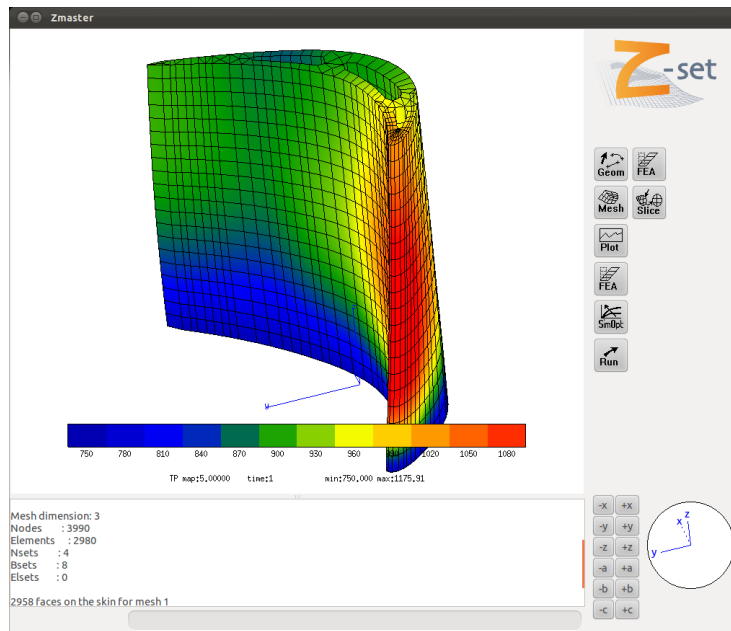 Zmaster
Z-set
Geom FEA
Mesh Slice
Plot
FEA
SmOpt
Run
750 780 810 840 870 900 930 960 1020 1050 1080
TP map:5.00000 time:1 min:750.000 max:1175.91
Mesh dimension: 3
Nodes : 3990
Elements : 2980
Nsets : 4
Bsets : 8
Elsets : 0
2958 faces on the skin for mesh 1
-x +x
-y +y
-z +z
-a +a
-b +b
-c +c
z
x
y